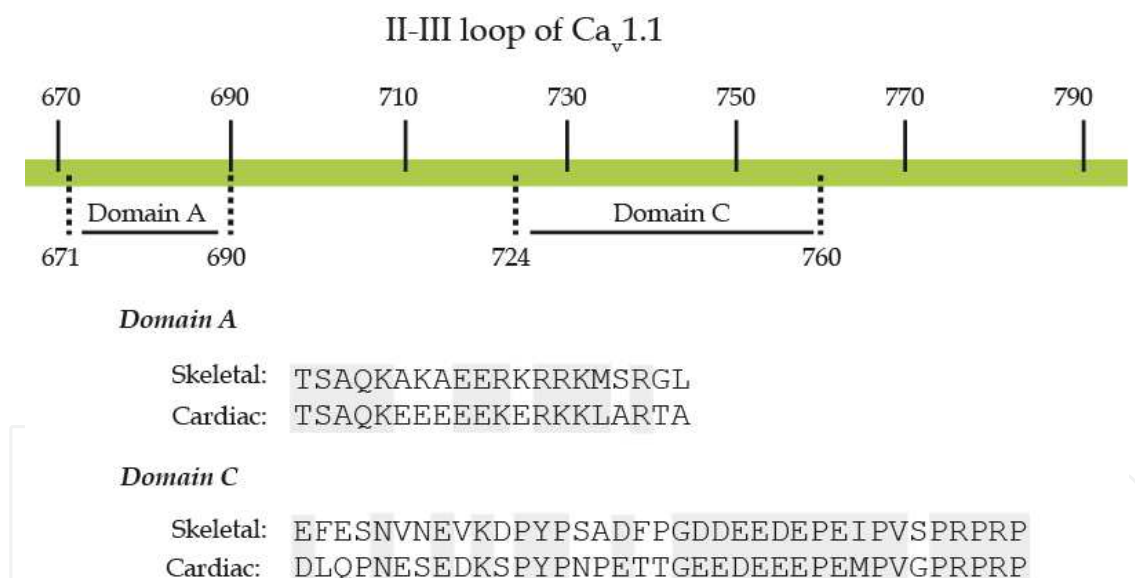 II-III loop of Cav1.1
670 690 710 730 750 770 790
Domain A Domain C
671 690 724 760
Domain A
Skeletal: TSAQKAKAEERKRRKMSRGL
Cardiac: TSAQKEEEEEKERKKLARTA
Domain C
Skeletal: EFESNVNEVKDPYPSADFPGDDEEDEPEIPVSPRPRP
Cardiac: DLQPNESEDKSPYPNPETTGEEDEEEPEMPVGPRPRP